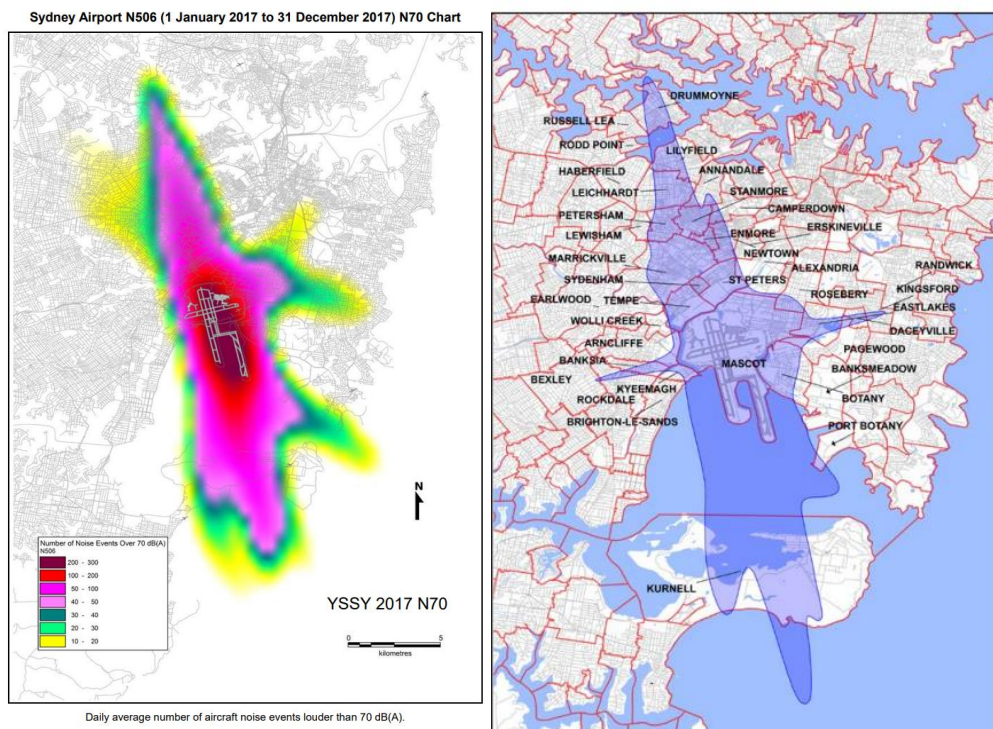 Sydney Airport N506 (1 January 2017 to 31 December 2017) N70 Chart
N
Number of Noise Events Over 70 dB(A)
N506
200 - 300
100 - 200
50 - 100
40 - 50
30 - 40
20 - 30
10 - 20
YSSY 2017 N70
0 5
kilometres
Daily average number of aircraft noise events louder than 70 dB(A).
DRUMMOYNE
RUSSELL LEA
RODD POINT
LILYFIELD
HABERFIELD
ANNANDALE
LEICHHARDT
STANMORE
CAMPERDOWN
PETERSHAM
ERSKINEVILLE
LEWISHAM
ENMORE
NEWTOWN
MARRICKVILLE
ALEXANDRIA
RANDWICK
SYDENHAM
ST PETERS
KINGSFORD
ROSEBERY
EARLWOOD
TEMPE
EASTLAKES
WOLLI CREEK
DACEYVILLE
ARNCLIFFE
PAGEWOOD
BANKSIA
MASCOT
BANKSMEADOW
BEXLEY
KYEEMAGH
BOTANY
ROCKDALE
BRIGHTON-LE-SANDS
PORT BOTANY
KURNELL